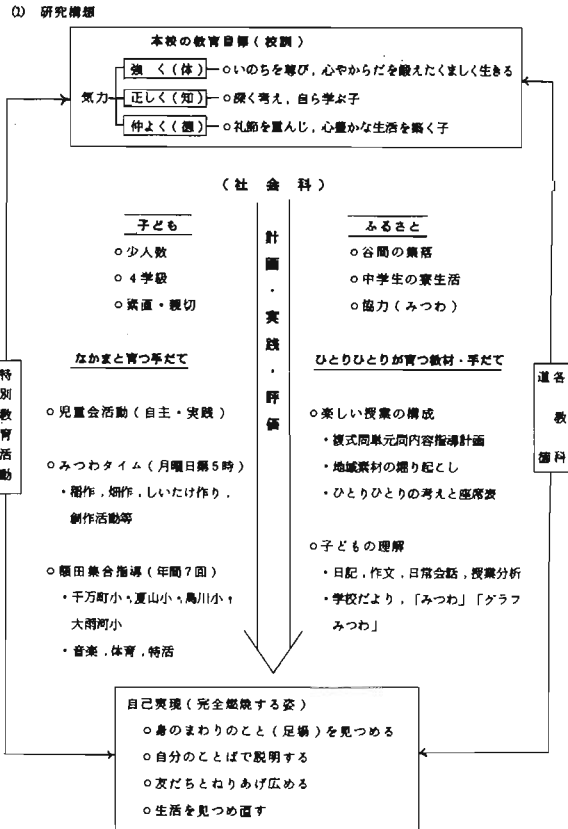 (2) 研究構想
本校の教育目標(校訓)
強く(体) ○いのちを尊び,心やからだを鍛えたくましく生きる
気力 正しく(知) ○深く考え,自ら学ぶ子
仲よく(徳) ○礼節を重んじ,心豊かな生活を築く子
(社会科)
計画・実践・評価
子ども
○少人数
○4学級
○素直・親切
ふるさと
○谷間の集落
○中学生の寮生活
○協力(みつわ)
なかまと育つ手だて
○児童会活動(自主・実践)
○みつわタイム(月曜日第5時)
・稲作,畑作,しいたけ作り,
創作活動等
○額田集合指導(年間7回)
・千万町小・夏山小・鳥川小・
大雨河小
・音楽,体育,特活
ひとりひとりが育つ教材・手だて
○楽しい授業の構成
・複式同単元同内容指導計画
・地域素材の掘り起こし
・ひとりひとりの考えと座席表
○子どもの理解
・日記,作文,日常会話,授業分析
・学校だより,「みつわ」「グラフ
みつわ」
特別教育活動
各教科
道徳
自己実現(完全燃焼する姿)
○身のまわりのこと(足場)を見つめる
○自分のことばで説明する
○友だちとねりあげ広める
○生活を見つめ直す